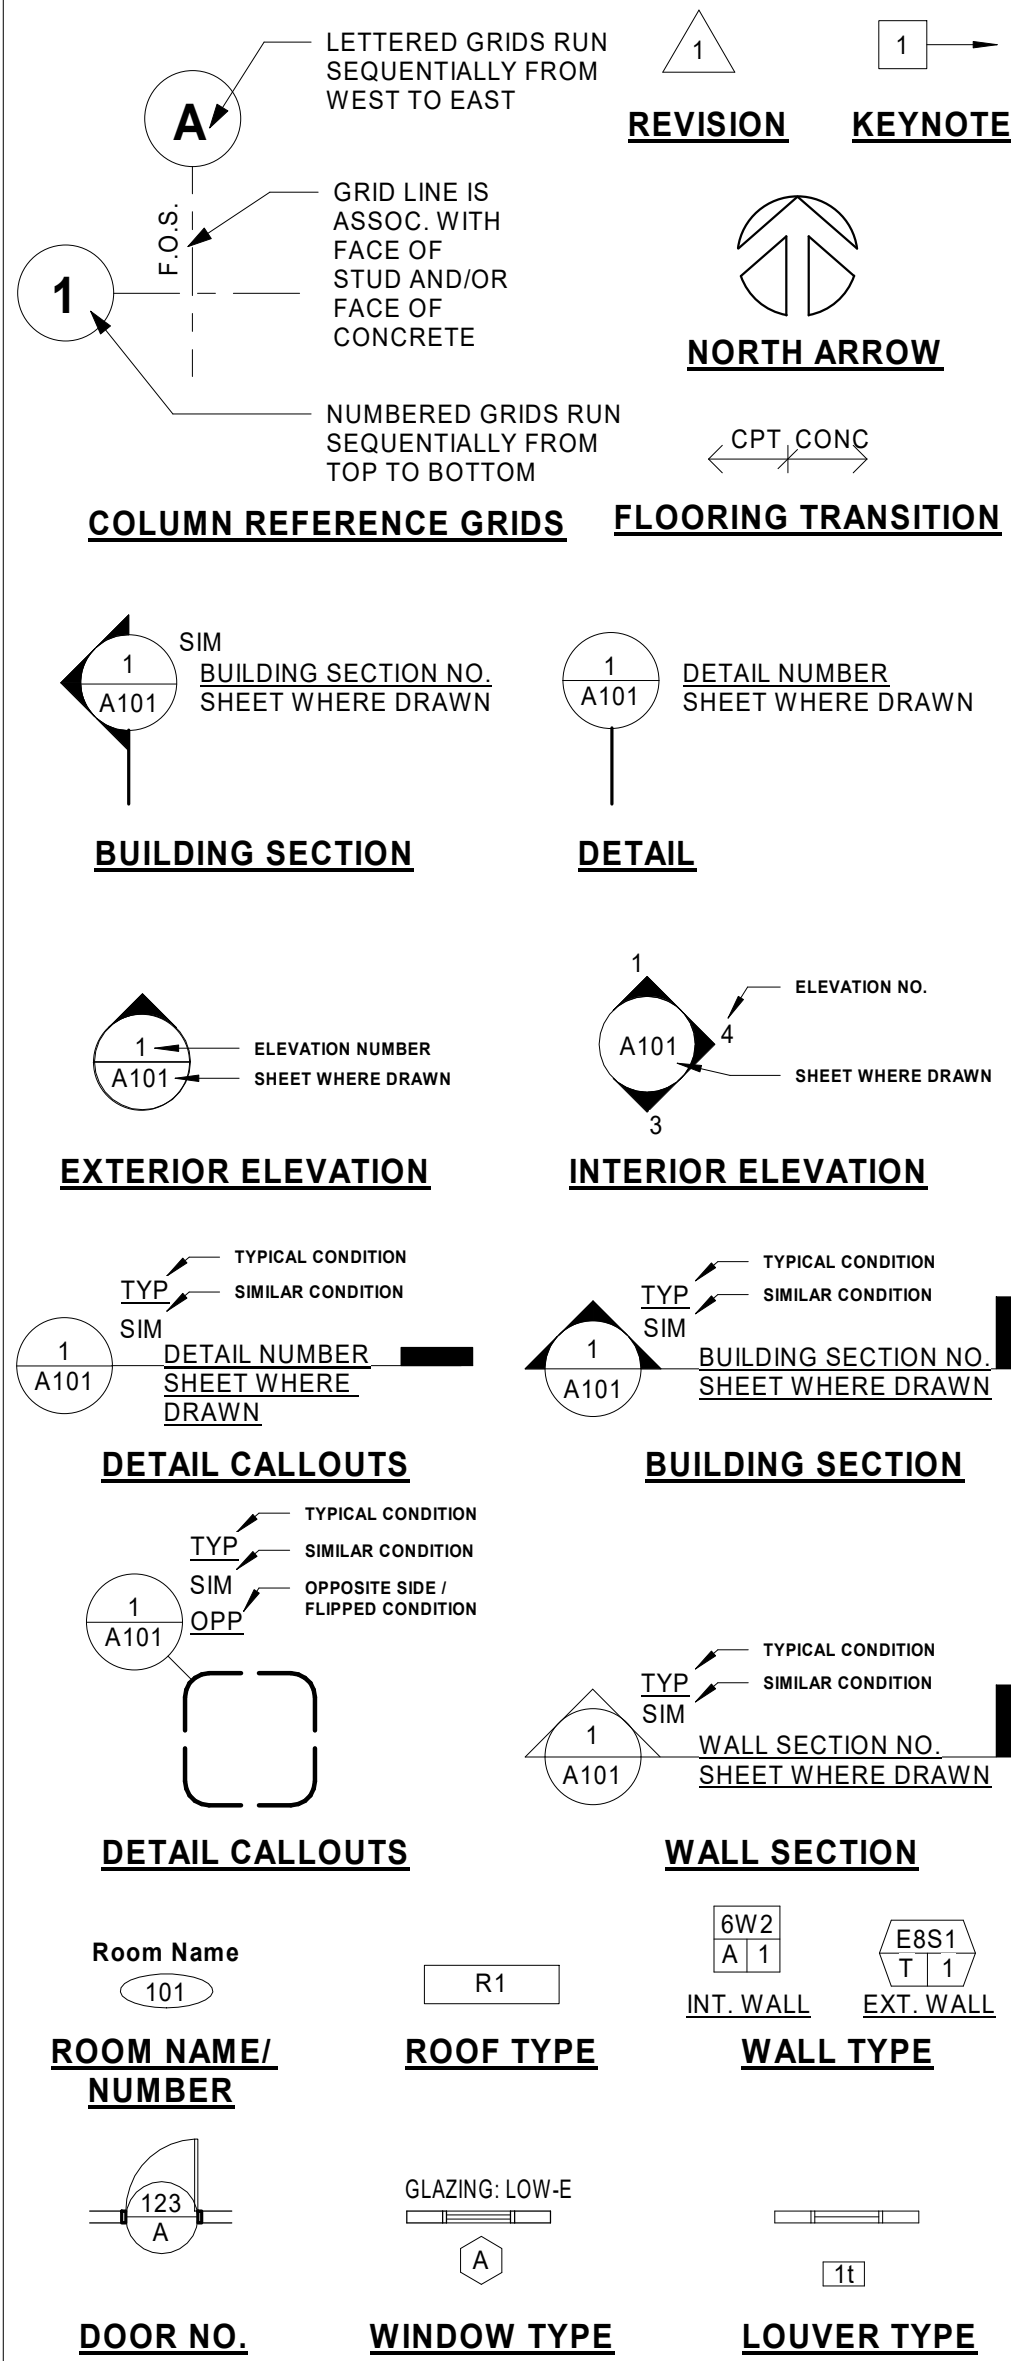 LETTERED GRIDS RUN
SEQUENTIALLY FROM
WEST TO EAST
A
F.O.S.
GRID LINE IS
ASSOC. WITH
FACE OF
STUD AND/OR
FACE OF
CONCRETE
1
NUMBERED GRIDS RUN
SEQUENTIALLY FROM
TOP TO BOTTOM
COLUMN REFERENCE GRIDS
1
REVISION
1
KEYNOTE
NORTH ARROW
CPT CONC
FLOORING TRANSITION
SIM
1
A101
BUILDING SECTION NO.
SHEET WHERE DRAWN
BUILDING SECTION
1
A101
DETAIL NUMBER
SHEET WHERE DRAWN
DETAIL
1
A101
ELEVATION NUMBER
SHEET WHERE DRAWN
EXTERIOR ELEVATION
1
A101
4
3
ELEVATION NO.
SHEET WHERE DRAWN
INTERIOR ELEVATION
TYPICAL CONDITION
TYP
SIMILAR CONDITION
SIM
1
A101
DETAIL NUMBER
SHEET WHERE
DRAWN
DETAIL CALLOUTS
TYPICAL CONDITION
TYP
SIMILAR CONDITION
SIM
1
A101
BUILDING SECTION NO.
SHEET WHERE DRAWN
BUILDING SECTION
TYPICAL CONDITION
TYP
SIMILAR CONDITION
SIM
OPPOSITE SIDE /
FLIPPED CONDITION
OPP
1
A101
DETAIL CALLOUTS
TYPICAL CONDITION
TYP
SIMILAR CONDITION
SIM
1
A101
WALL SECTION NO.
SHEET WHERE DRAWN
WALL SECTION
Room Name
101
ROOM NAME/
NUMBER
R1
ROOF TYPE
6W2
A 1
INT. WALL
E8S1
T 1
EXT. WALL
WALL TYPE
123
A
DOOR NO.
GLAZING: LOW-E
A
WINDOW TYPE
1t
LOUVER TYPE